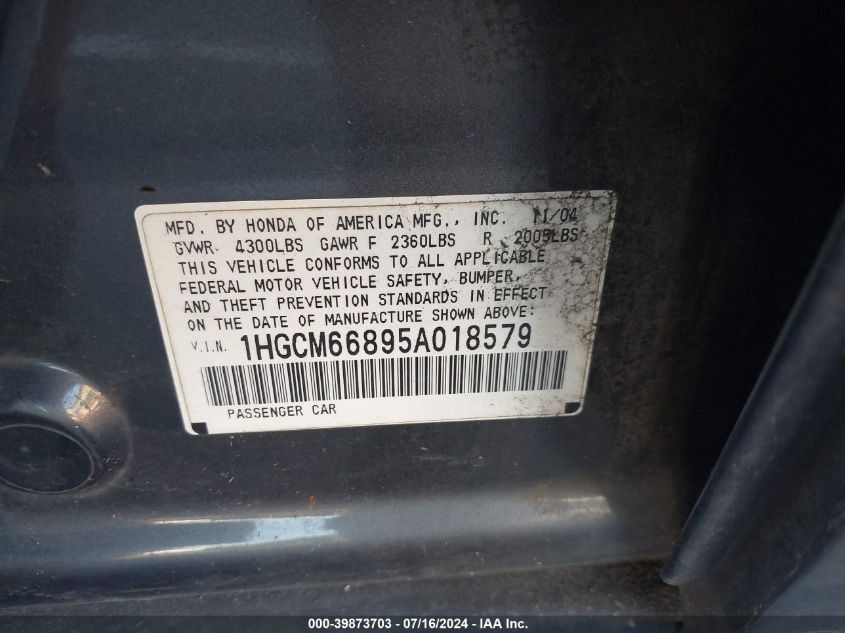 MFD. BY HONDA OF AMERICA MFG., INC. 11/04
GVWR 4300LBS GAWR F 2360LBS R 2005LBS
THIS VEHICLE CONFORMS TO ALL APPLICABLE
FEDERAL MOTOR VEHICLE SAFETY, BUMPER,
AND THEFT PREVENTION STANDARDS IN EFFECT
ON THE DATE OF MANUFACTURE SHOWN ABOVE:
V.I.N. 1HGCM66895A018579
PASSENGER CAR
000-39873703 - 07/16/2024 - IAA Inc.